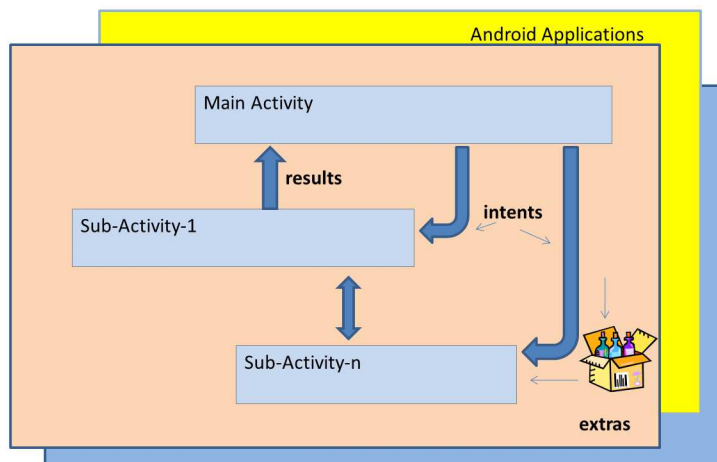 Android Applications
Main Activity
results
Sub-Activity-1
intents
Sub-Activity-n
extras